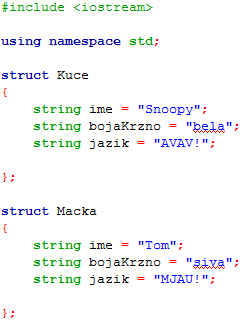 #include <iostream>
using namespace std;
struct Kuce
{
string ime = "Snoopy";
string bojaKrzno = "bela";
string jazik = "AVAV!";
};
struct Macka
{
string ime = "Tom";
string bojaKrzno = "siva";
string jazik = "MJAU!";
};